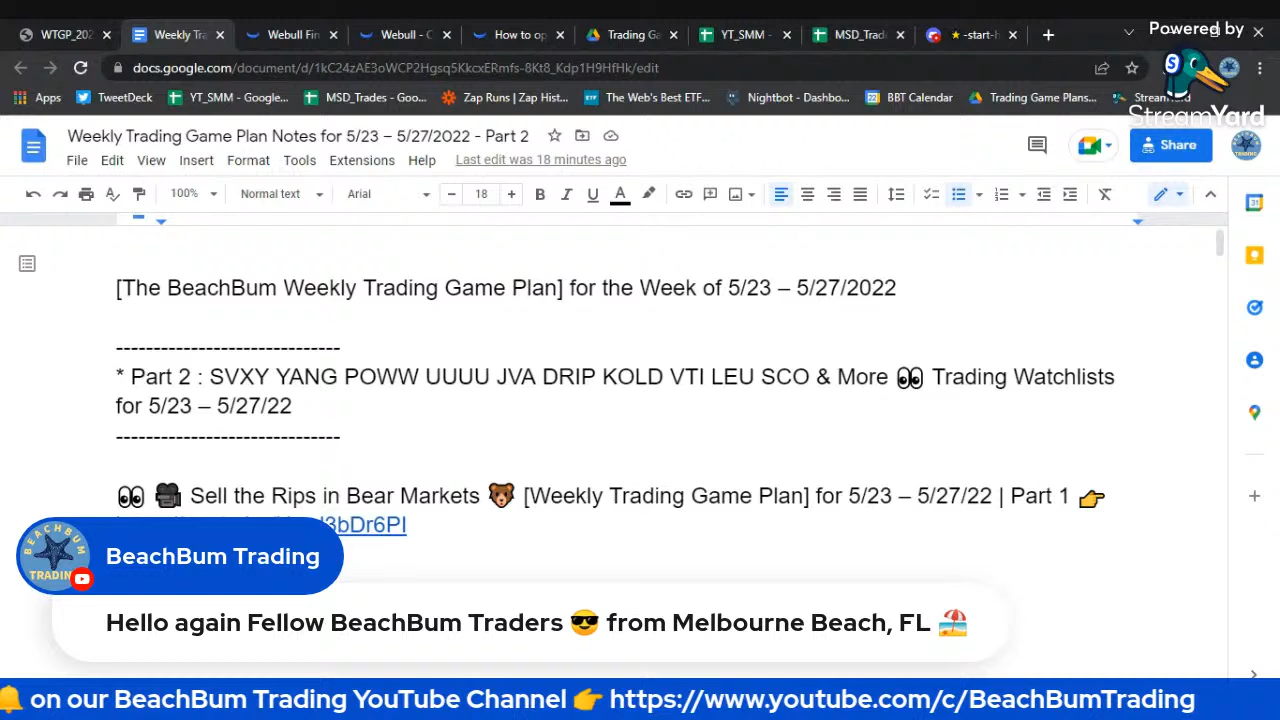 Powered by
StreamYard
WTGP_202
Weekly Tra
Webull Fin
Webull - C
How to op
Trading Ga
YT_SMM -
MSD_Trade
-start-h
docs.google.com/document/d/1kC24zAE3oWCP2Hgsq5KkcxERmfs-8Kt8_Kdp1H9HfHk/edit
Apps
TweetDeck
YT_SMM - Google...
MSD_Trades - Goo...
Zap Runs | Zap Hist...
The Web's Best ETF...
Nightbot - Dashbo...
BBT Calendar
Trading Game Plans...
Weekly Trading Game Plan Notes for 5/23 – 5/27/2022 - Part 2
File Edit View Insert Format Tools Extensions Help Last edit was 18 minutes ago
Share
100% Normal text Arial 18
[The BeachBum Weekly Trading Game Plan] for the Week of 5/23 – 5/27/2022
------------------------------
* Part 2 : SVXY YANG POWW UUUU JVA DRIP KOLD VTI LEU SCO & More 👀 Trading Watchlists
for 5/23 – 5/27/22
------------------------------
👀 🎥 Sell the Rips in Bear Markets 🐻 [Weekly Trading Game Plan] for 5/23 – 5/27/22 | Part 1 👉
BEACHBUM TRADING
BeachBum Trading
Hello again Fellow BeachBum Traders 😎 from Melbourne Beach, FL 🏖️
🔔 on our BeachBum Trading YouTube Channel 👉 https://www.youtube.com/c/BeachBumTrading